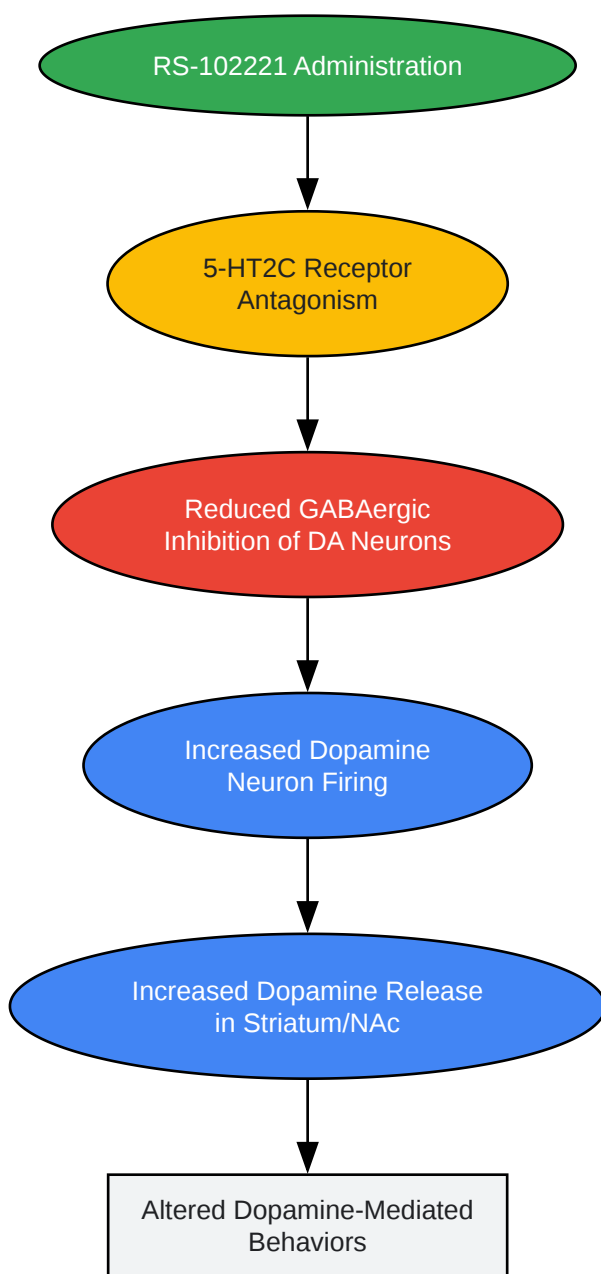 RS-102221 Administration
5-HT2C Receptor
Antagonism
Reduced GABAergic
Inhibition of DA Neurons
Increased Dopamine
Neuron Firing
Increased Dopamine Release
in Striatum/NAc
Altered Dopamine-Mediated
Behaviors